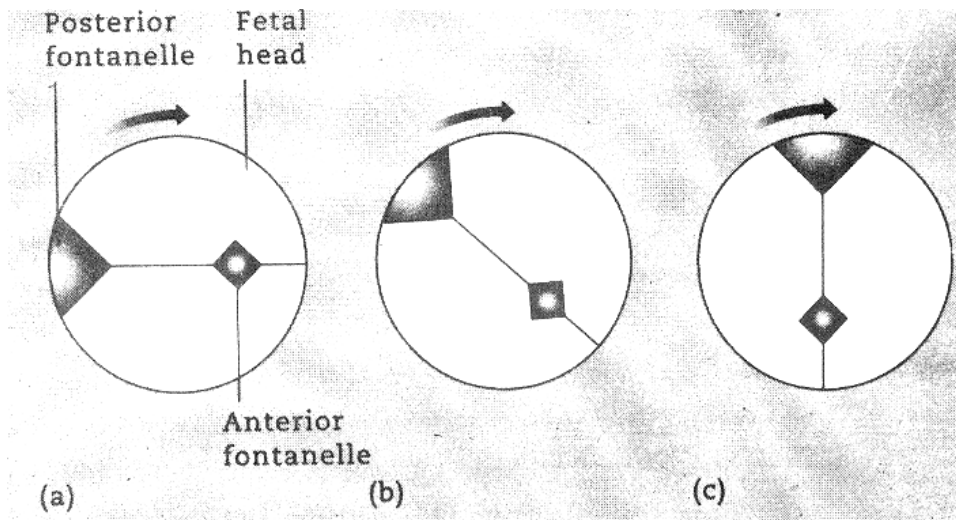 Posterior
fontanelle
Fetal
head
Anterior
fontanelle
(a)
(b)
(c)